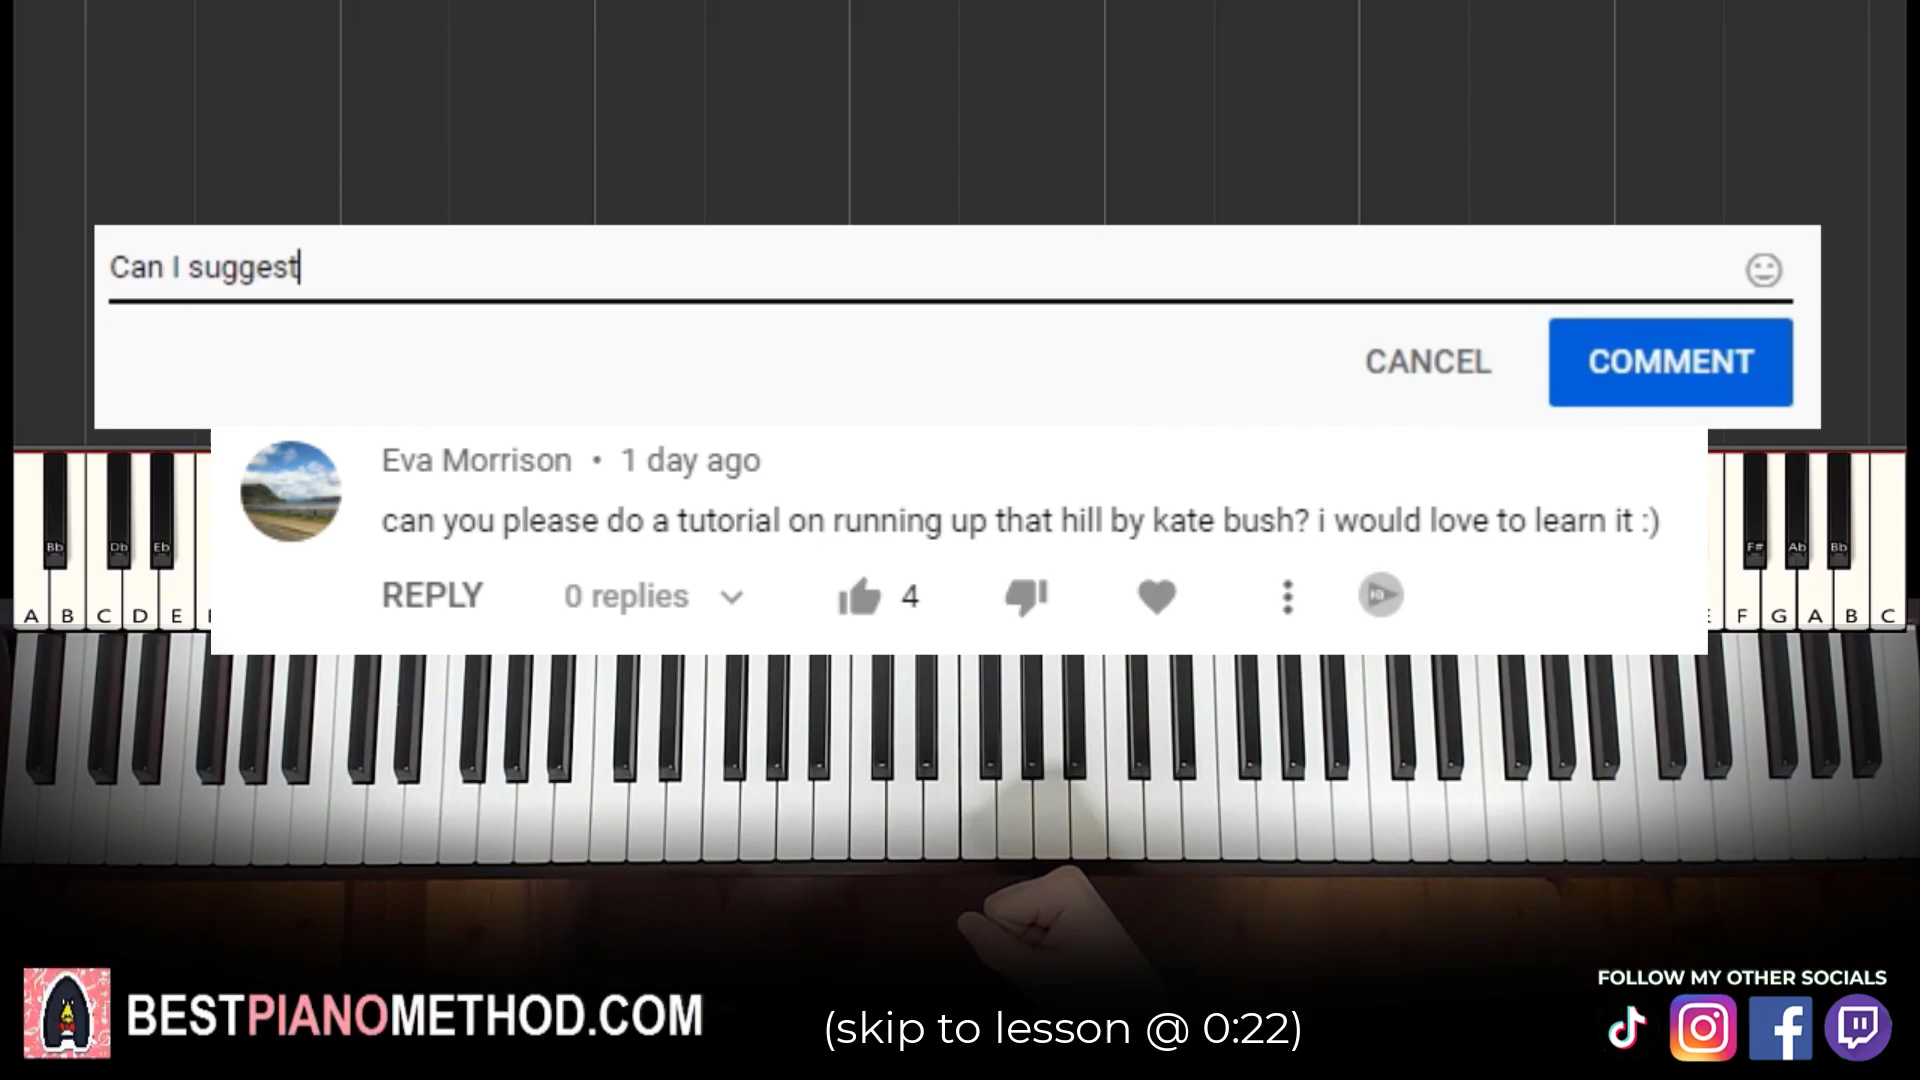 Can I suggest
CANCEL
COMMENT
Eva Morrison • 1 day ago
can you please do a tutorial on running up that hill by kate bush? i would love to learn it :)
REPLY
0 replies
4
Bb Db Eb F# Ab Bb
A B C D E F G A B C
FOLLOW MY OTHER SOCIALS
BESTPIANOMETHOD.COM
(skip to lesson @ 0:22)